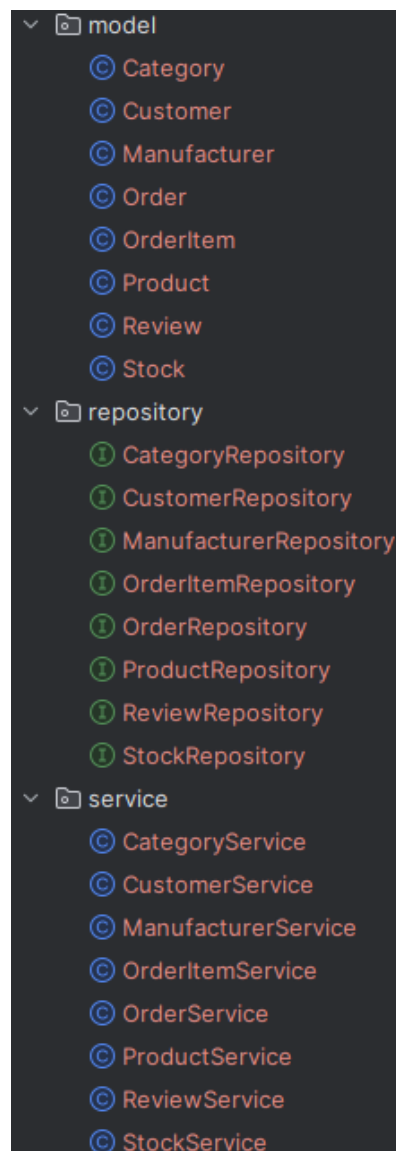 model
Category
Customer
Manufacturer
Order
OrderItem
Product
Review
Stock
repository
CategoryRepository
CustomerRepository
ManufacturerRepository
OrderItemRepository
OrderRepository
ProductRepository
ReviewRepository
StockRepository
service
CategoryService
CustomerService
ManufacturerService
OrderItemService
OrderService
ProductService
ReviewService
StockService